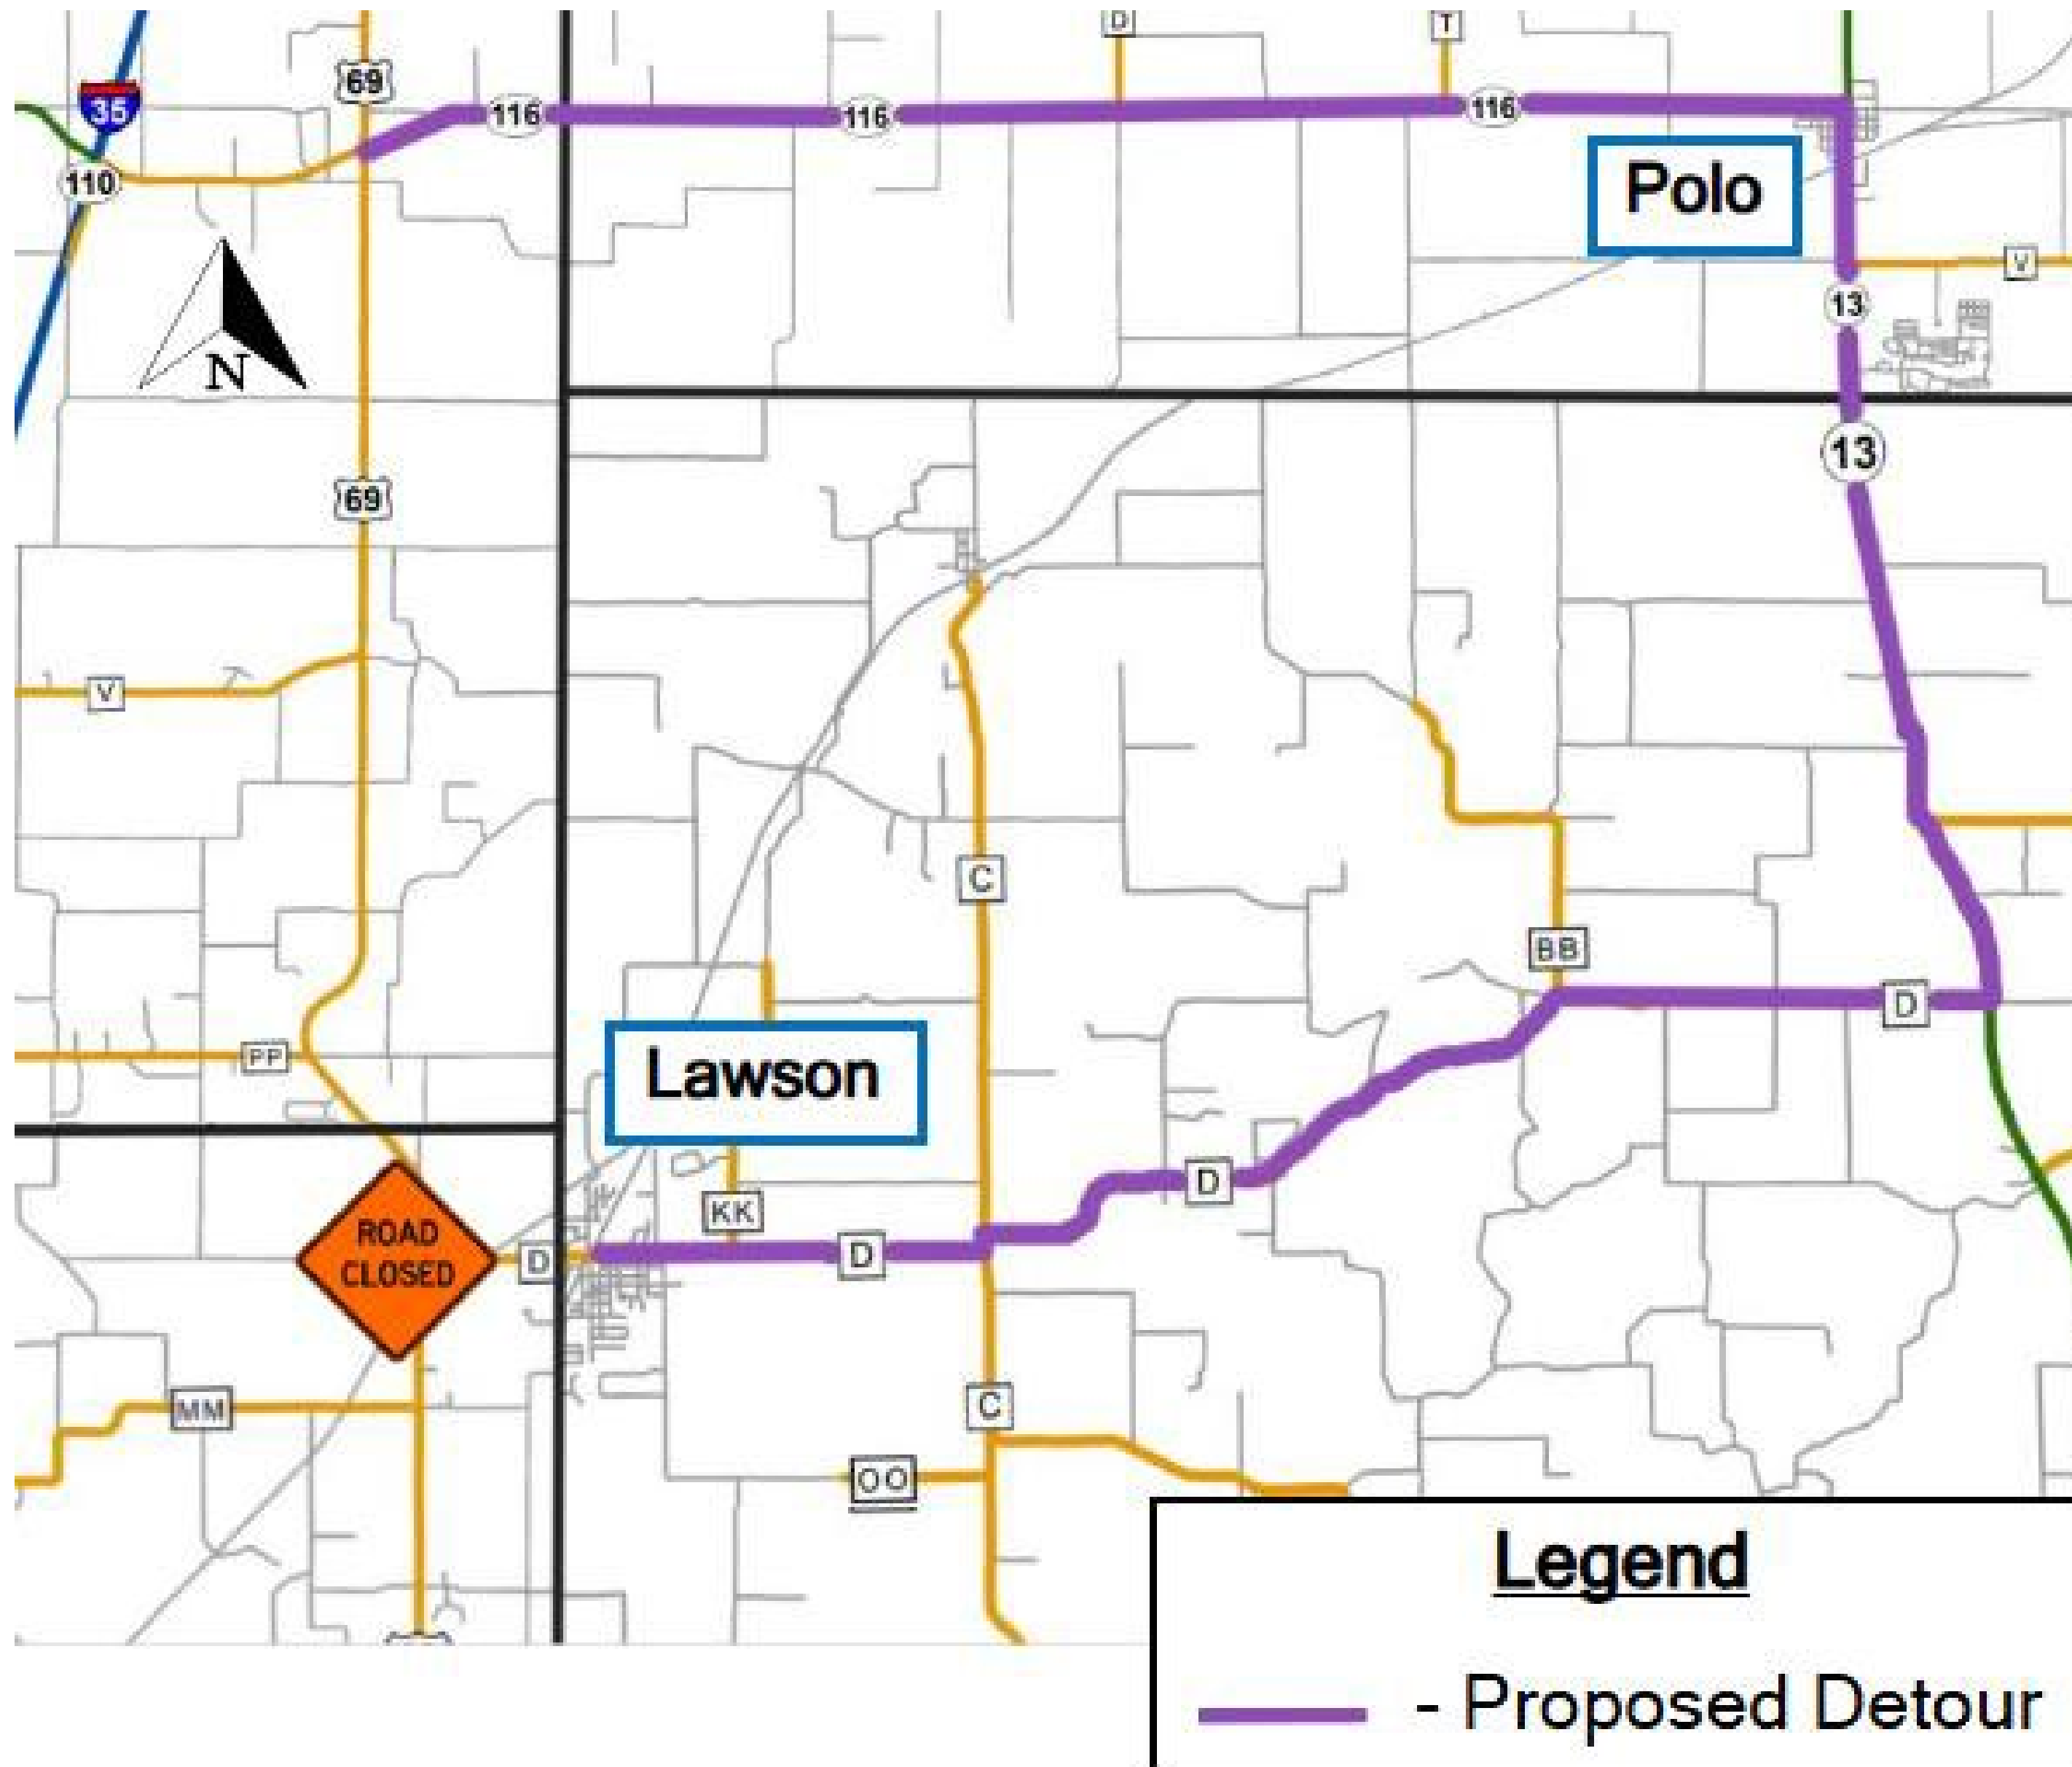 D
T
69
35
116
116
116
110
Polo
V
13
N
13
69
V
C
BB
D
PP
Lawson
D
KK
ROAD
CLOSED
D
D
C
MM
OO
Legend
- Proposed Detour